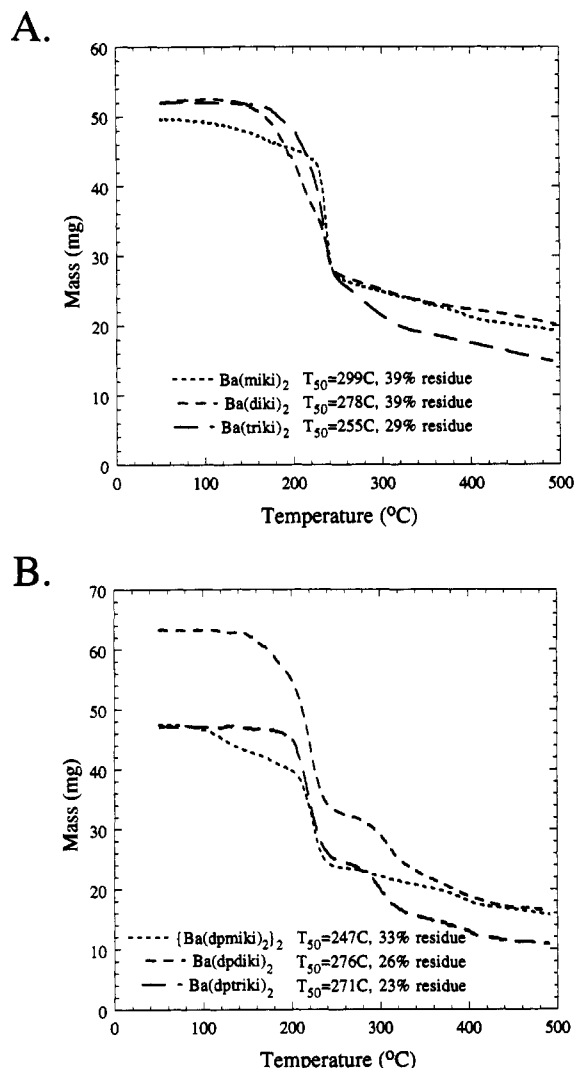 A.
60
50
40
30
20
10
0
Mass (mg)
Ba(miki)₂ T₅₀=299C, 39% residue
Ba(diki)₂ T₅₀=278C, 39% residue
Ba(triki)₂ T₅₀=255C, 29% residue
0 100 200 300 400 500
Temperature (°C)
B.
70
60
50
40
30
20
10
0
Mass (mg)
{Ba(dpmiki)₂}₂ T₅₀=247C, 33% residue
Ba(dpdiki)₂ T₅₀=276C, 26% residue
Ba(dptriki)₂ T₅₀=271C, 23% residue
0 100 200 300 400 500
Temperature (°C)